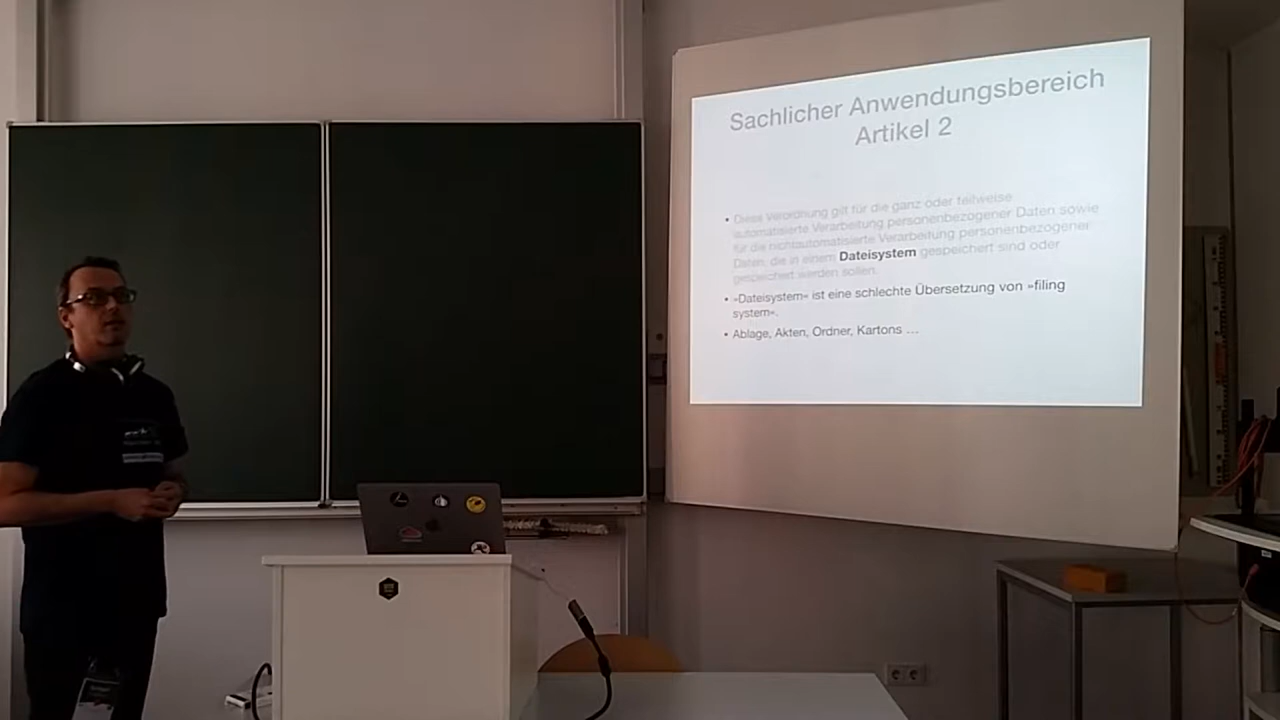 Sachlicher Anwendungsbereich
Artikel 2
• Diese Verordnung gilt für die ganz oder teilweise
automatisierte Verarbeitung personenbezogener Daten sowie
für die nichtautomatisierte Verarbeitung personenbezogener
Daten, die in einem Dateisystem gespeichert sind oder
gespeichert werden sollen.
• »Dateisystem« ist eine schlechte Übersetzung von »filing
system«.
• Ablage, Akten, Ordner, Kartons …